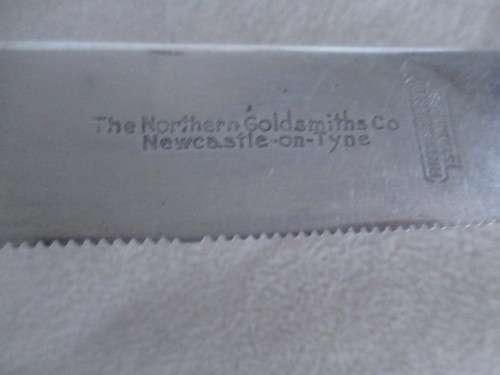 The Northern Goldsmiths Co
Newcastle-on-Tyne